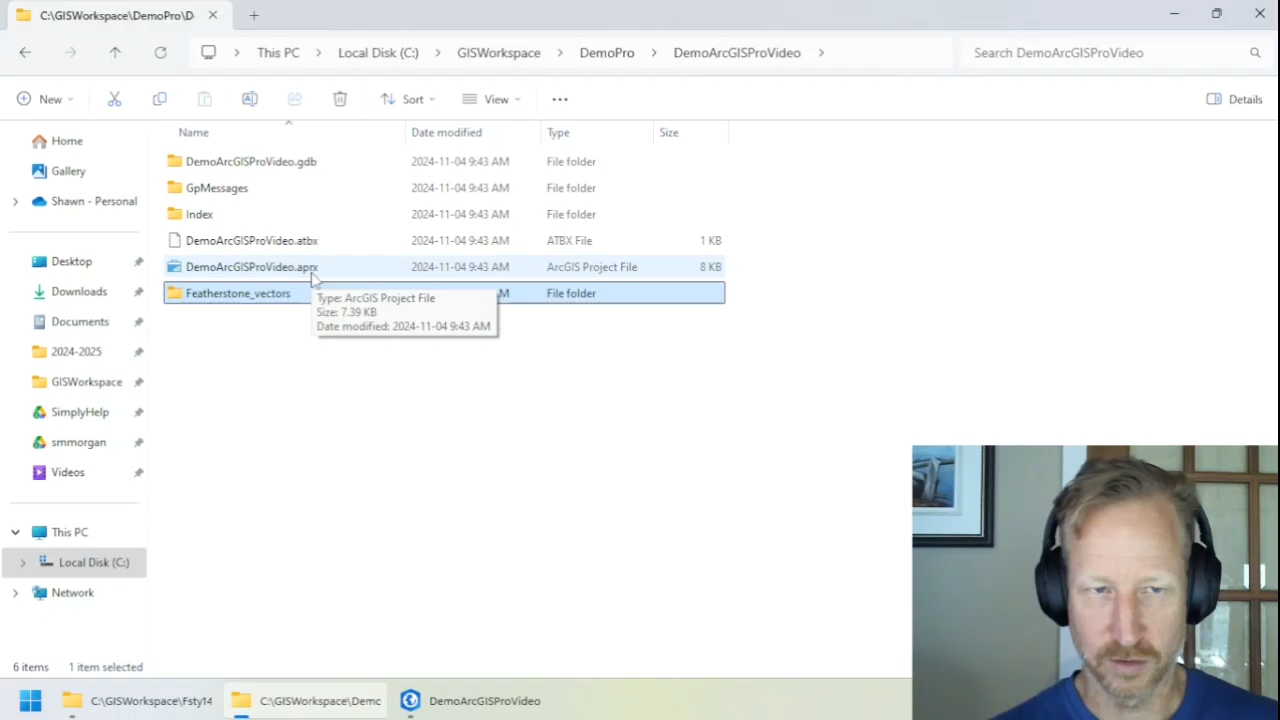 C:\GISWorkspace\DemoPro\D
This PC
Local Disk (C:)
GISWorkspace
DemoPro
DemoArcGISProVideo
Search DemoArcGISProVideo
New
Sort
View
Details
Name Date modified Type Size
Home
Gallery
Shawn - Personal
Desktop
Downloads
Documents
2024-2025
GISWorkspace
SimplyHelp
smmorgan
Videos
This PC
Local Disk (C:)
Network
DemoArcGISProVideo.gdb 2024-11-04 9:43 AM File folder
GpMessages 2024-11-04 9:43 AM File folder
Index 2024-11-04 9:43 AM File folder
DemoArcGISProVideo.atbx 2024-11-04 9:43 AM ATBX File 1 KB
DemoArcGISProVideo.aprx 2024-11-04 9:43 AM ArcGIS Project File 8 KB
Featherstone_vectors M File folder
Type: ArcGIS Project File
Size: 7.39 KB
Date modified: 2024-11-04 9:43 AM
6 items 1 item selected
C:\GISWorkspace\Fsty14
C:\GISWorkspace\Demo
DemoArcGISProVideo